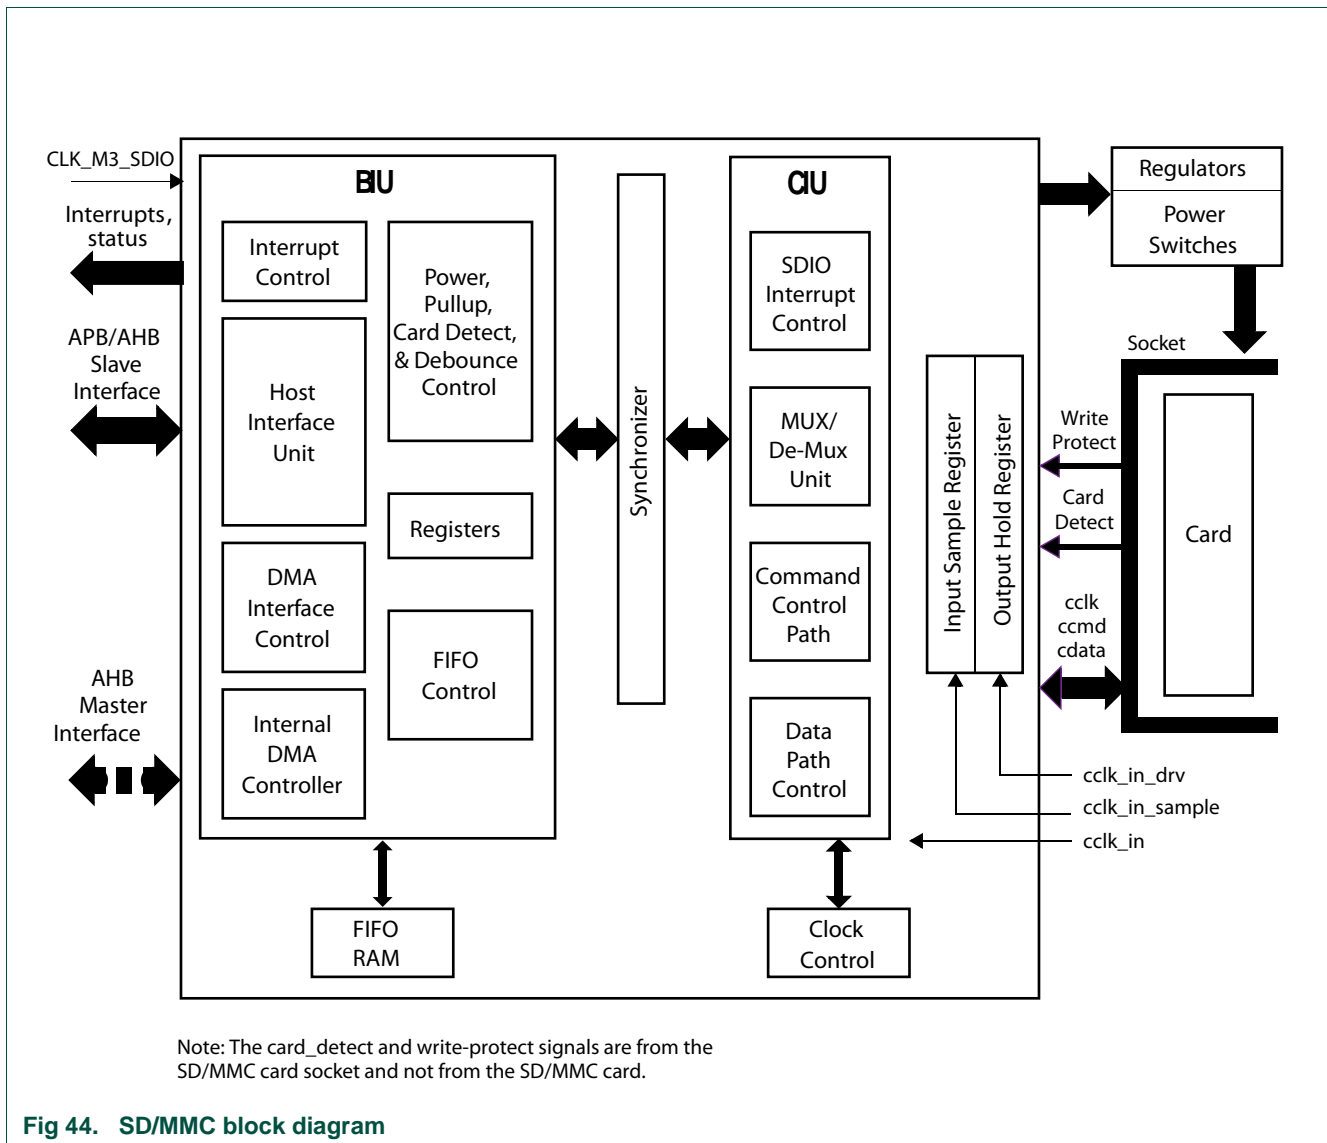 CLK_M3_SDIO
Interrupts,
status
APB/AHB
Slave
Interface
AHB
Master
Interface
BIU
Interrupt
Control
Host
Interface
Unit
DMA
Interface
Control
Internal
DMA
Controller
Power,
Pullup,
Card Detect,
& Debounce
Control
Registers
FIFO
Control
FIFO
RAM
Synchronizer
CIU
SDIO
Interrupt
Control
MUX/
De-Mux
Unit
Command
Control
Path
Data
Path
Control
Clock
Control
Input Sample Register
Output Hold Register
Regulators
Power
Switches
Socket
Write
Protect
Card
Detect
cclk
ccmd
cdata
Card
cclk_in_drv
cclk_in_sample
cclk_in
Note: The card_detect and write-protect signals are from the
SD/MMC card socket and not from the SD/MMC card.
Fig 44. SD/MMC block diagram